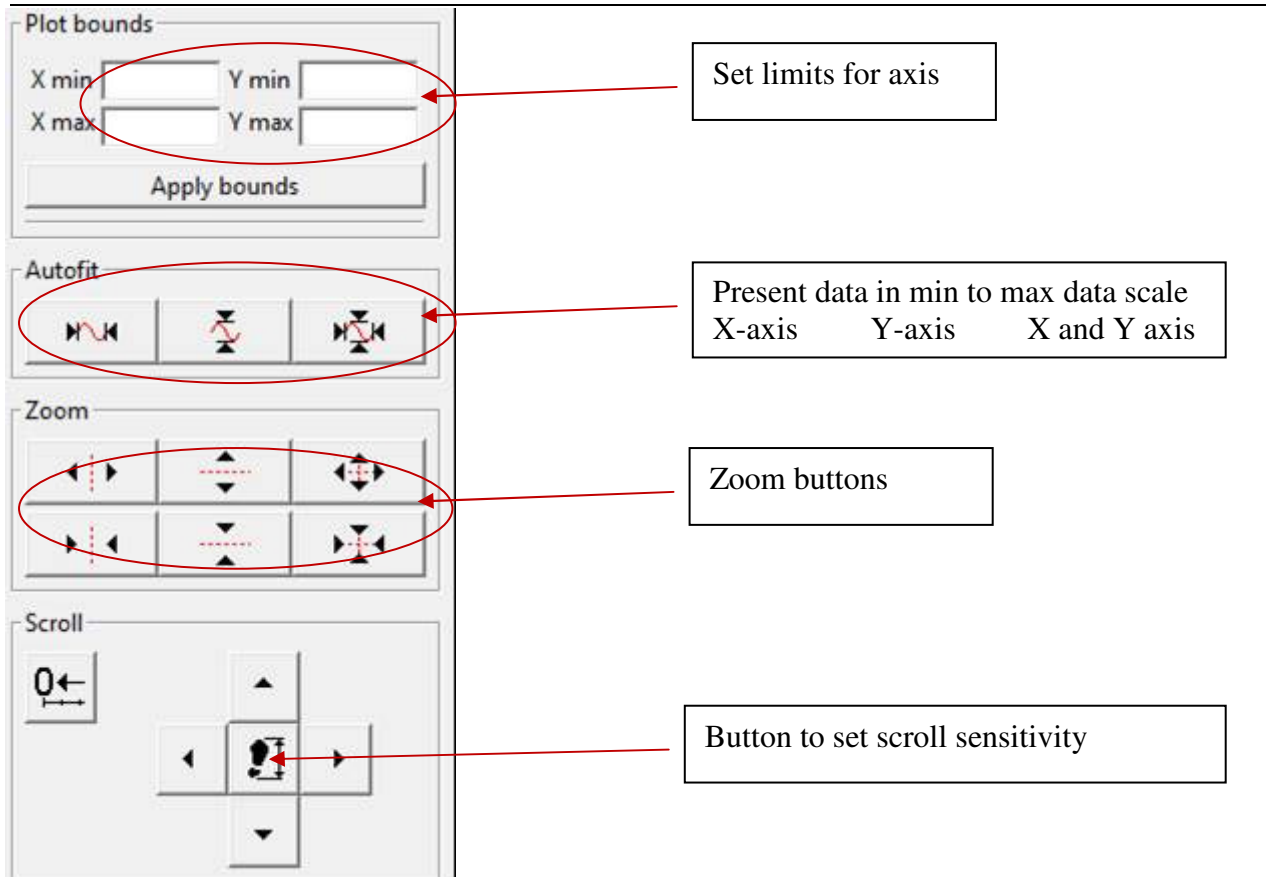 Plot bounds
X min Y min
X max Y max
Apply bounds
Set limits for axis
Autofit
Present data in min to max data scale
X-axis Y-axis X and Y axis
Zoom
Zoom buttons
Scroll
0
Button to set scroll sensitivity